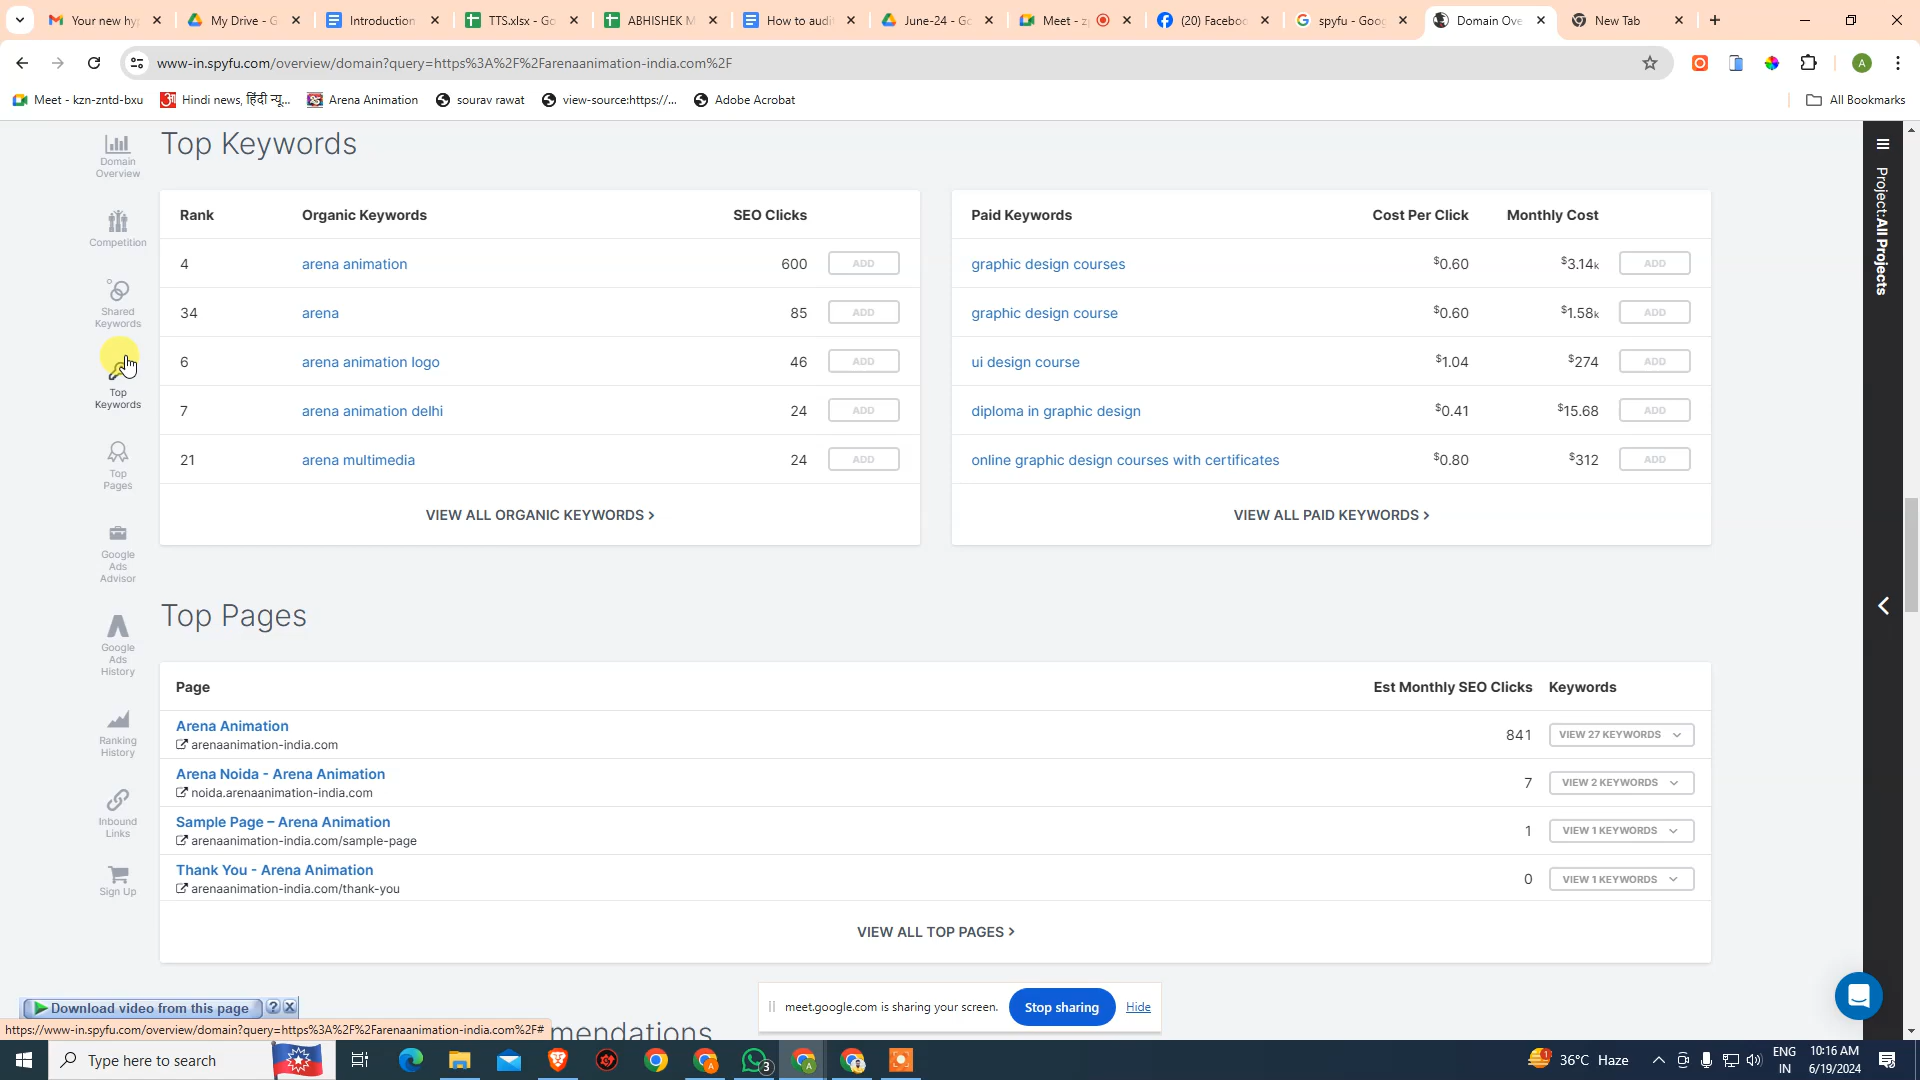 Your new hy
My Drive - G
Introduction
TTS.xlsx - Go
ABHISHEK M
How to audi
June-24 - Go
Meet - z
(20) Facebo
spyfu - Goo
Domain Ove
New Tab
www-in.spyfu.com/overview/domain?query=https%3A%2F%2Farenaanimation-india.com%2F
A
Meet - kzn-zntd-bxu
Hindi news, हिंदी न्यू...
Arena Animation
sourav rawat
view-source:https://...
Adobe Acrobat
All Bookmarks
Domain
Overview
Competition
Shared
Keywords
Top
Keywords
Top
Pages
Google
Ads
Advisor
Google
Ads
History
Ranking
History
Inbound
Links
Sign Up
Top Keywords
Rank Organic Keywords SEO Clicks
4 arena animation 600 ADD
34 arena 85 ADD
6 arena animation logo 46 ADD
7 arena animation delhi 24 ADD
21 arena multimedia 24 ADD
VIEW ALL ORGANIC KEYWORDS >
Paid Keywords Cost Per Click Monthly Cost
graphic design courses $0.60 $3.14k ADD
graphic design course $0.60 $1.58k ADD
ui design course $1.04 $274 ADD
diploma in graphic design $0.41 $15.68 ADD
online graphic design courses with certificates $0.80 $312 ADD
VIEW ALL PAID KEYWORDS >
Project:All Projects
Top Pages
Page Est Monthly SEO Clicks Keywords
Arena Animation
arenaanimation-india.com
841 VIEW 27 KEYWORDS
Arena Noida - Arena Animation
noida.arenaanimation-india.com
7 VIEW 2 KEYWORDS
Sample Page – Arena Animation
arenaanimation-india.com/sample-page
1 VIEW 1 KEYWORDS
Thank You - Arena Animation
arenaanimation-india.com/thank-you
0 VIEW 1 KEYWORDS
VIEW ALL TOP PAGES >
mmendations
Download video from this page ? X
meet.google.com is sharing your screen. Stop sharing Hide
https://www-in.spyfu.com/overview/domain?query=https%3A%2F%2Farenaanimation-india.com%2F#
Type here to search
3
1
36°C Haze
ENG
IN
10:16 AM
6/19/2024